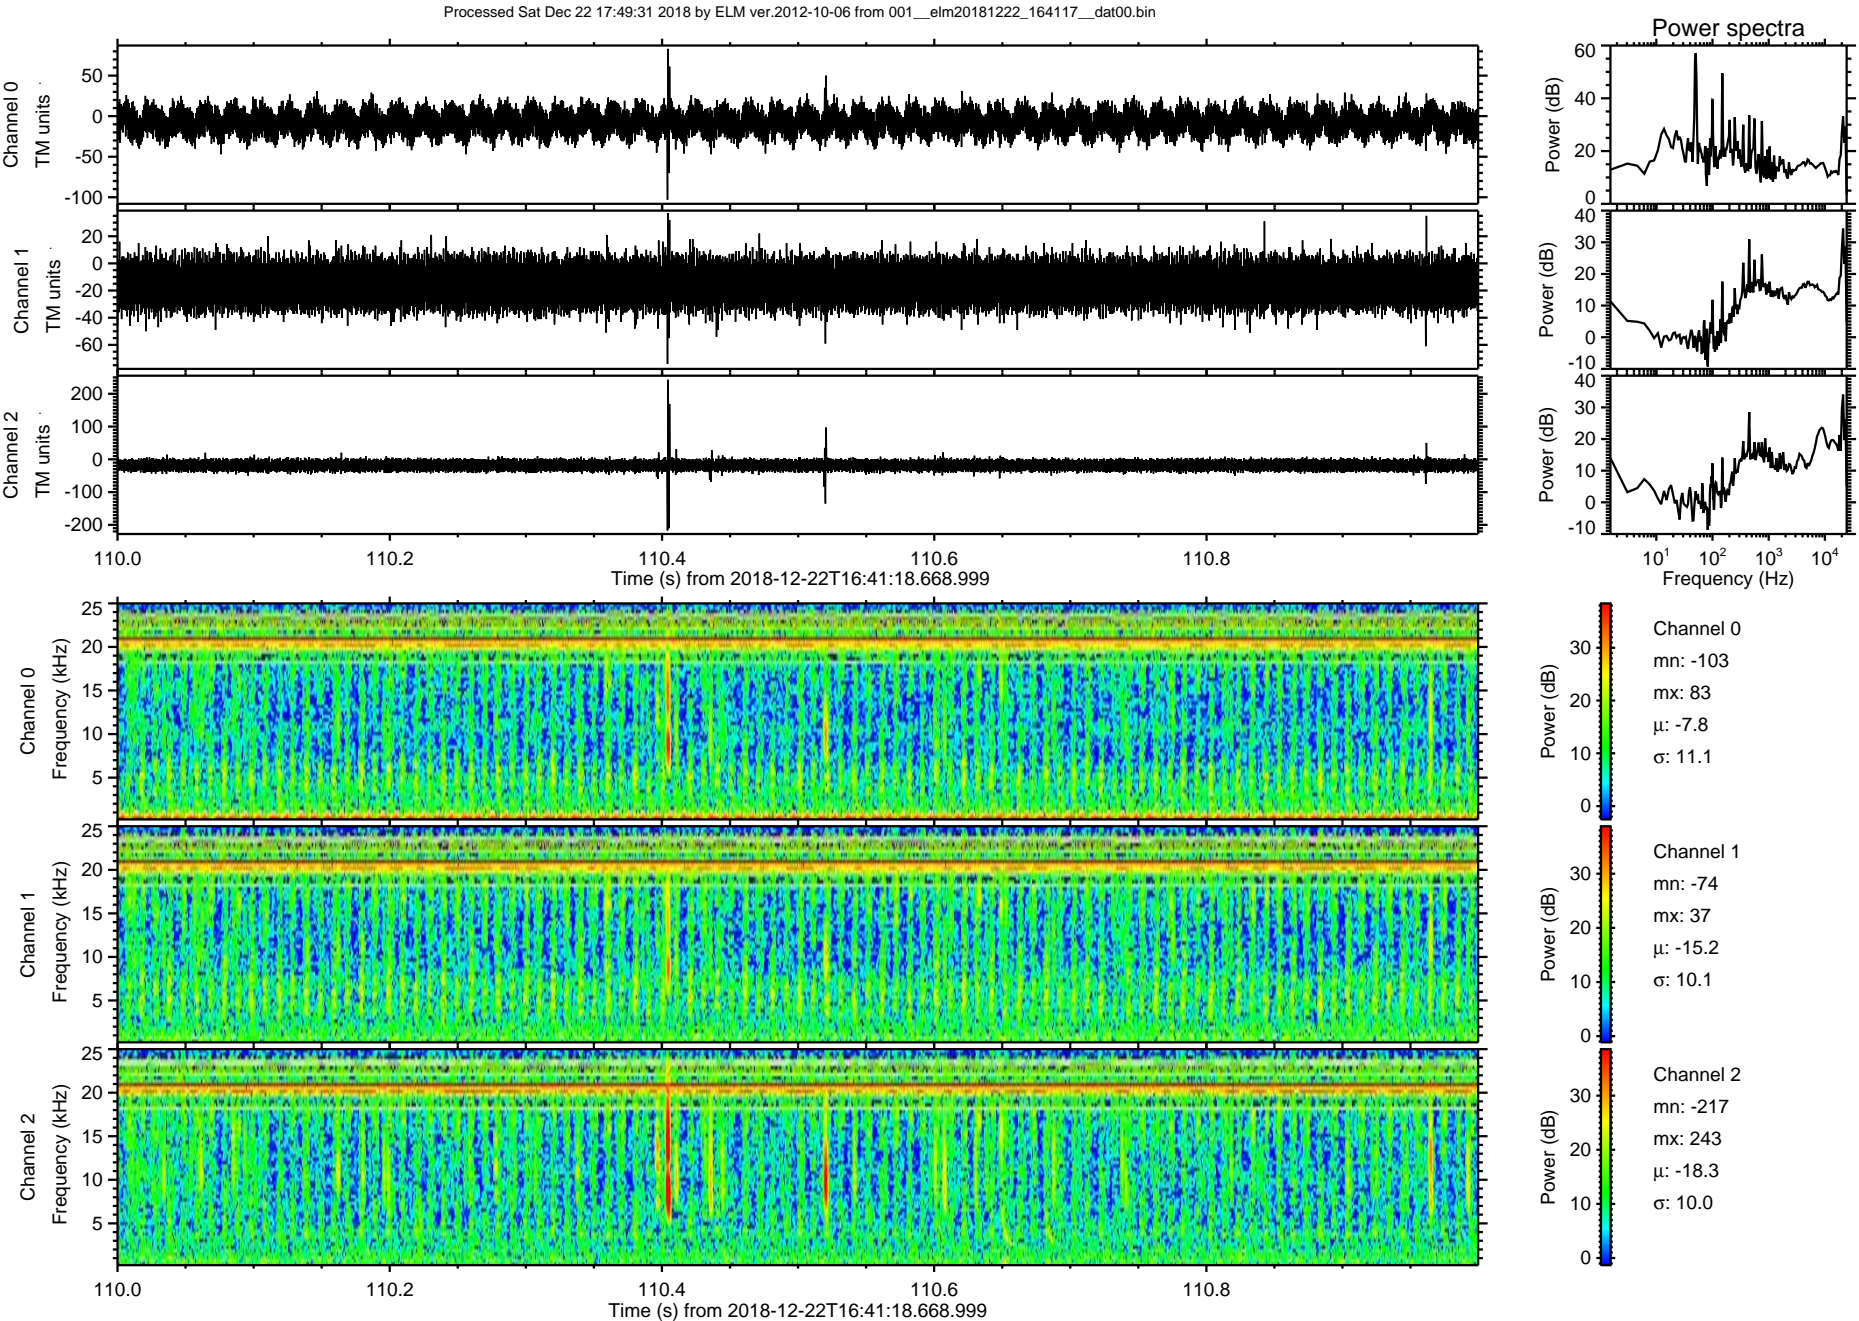 Processed Sat Dec 22 17:49:31 2018 by ELM ver.2012-10-06 from 001__elm20181222_164117__dat00.bin
Power spectra
Channel 0
TM units
50
0
-50
-100
Power (dB)
60
40
20
0
Channel 1
TM units
20
0
-20
-40
-60
Power (dB)
40
30
20
10
0
-10
Channel 2
TM units
200
100
0
-100
-200
Power (dB)
40
30
20
10
0
-10
110.0 110.2 110.4 110.6 110.8
Time (s) from 2018-12-22T16:41:18.668.999
10¹ 10² 10³ 10⁴
Frequency (Hz)
Channel 0
Frequency (kHz)
25
20
15
10
5
Power (dB)
30
20
10
0
Channel 0
mn: -103
mx: 83
μ: -7.8
σ: 11.1
Channel 1
Frequency (kHz)
25
20
15
10
5
Power (dB)
30
20
10
0
Channel 1
mn: -74
mx: 37
μ: -15.2
σ: 10.1
Channel 2
Frequency (kHz)
25
20
15
10
5
Power (dB)
30
20
10
0
Channel 2
mn: -217
mx: 243
μ: -18.3
σ: 10.0
110.0 110.2 110.4 110.6 110.8
Time (s) from 2018-12-22T16:41:18.668.999